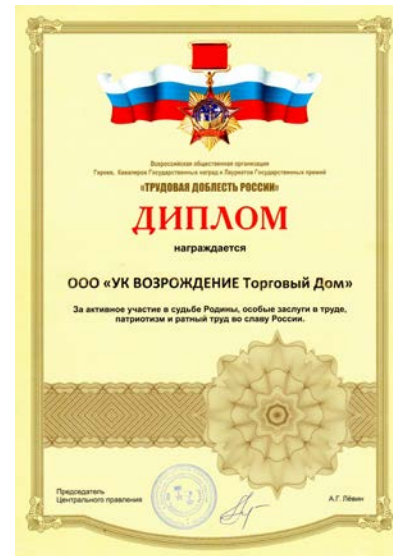 Всероссийская общественная организация
Героев, Кавалеров Государственных наград и Лауреатов Государственных премий
«ТРУДОВАЯ ДОБЛЕСТЬ РОССИИ»
ДИПЛОМ
награждается
ООО «УК ВОЗРОЖДЕНИЕ Торговый Дом»
За активное участие в судьбе Родины, особые заслуги в труде,
патриотизм и ратный труд во славу России.
Председатель
Центрального правления
А.Г. Лёвин